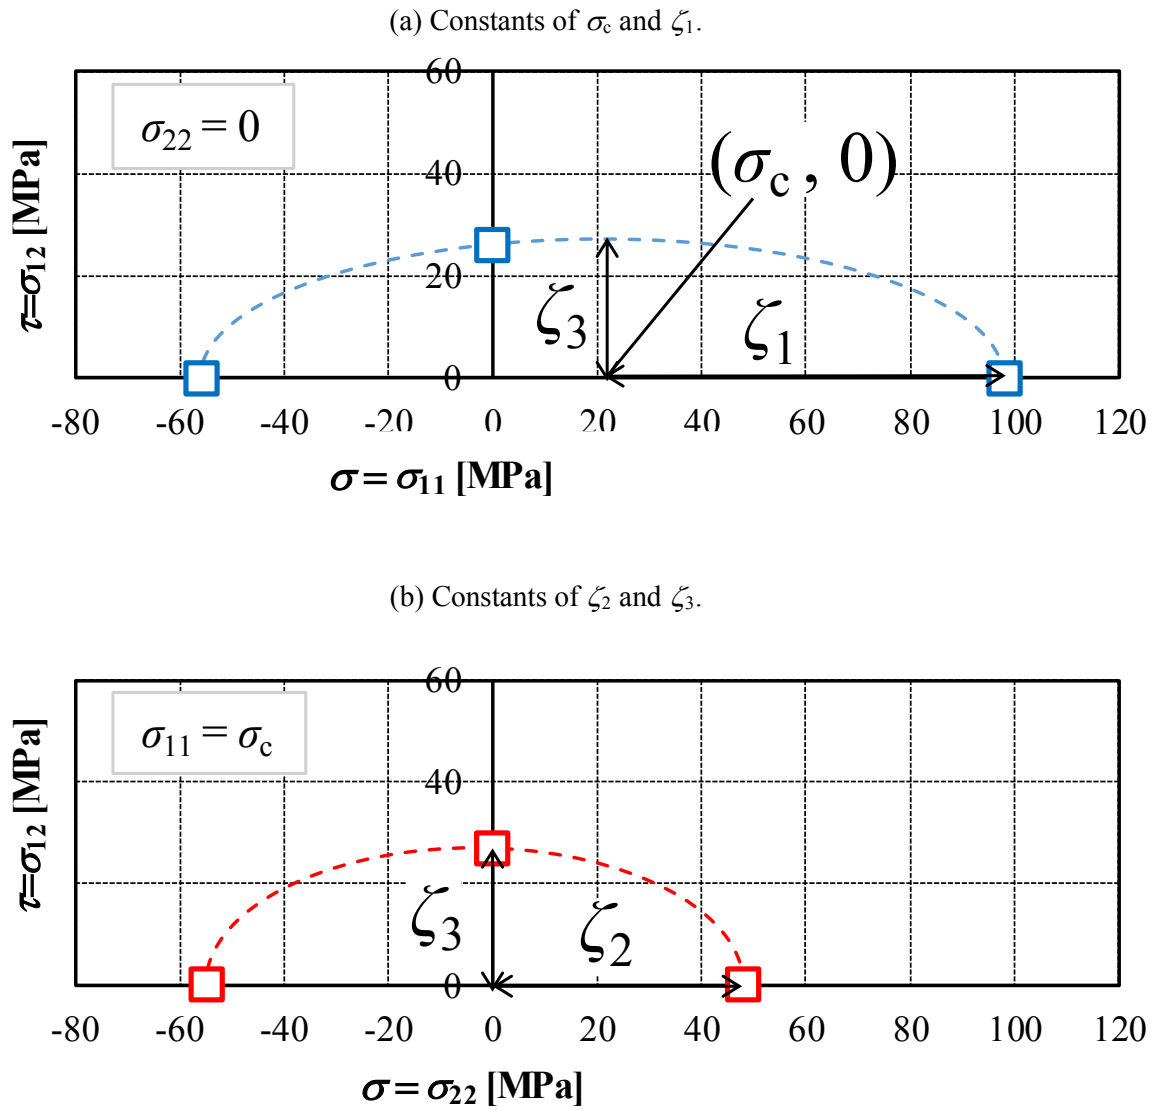 (a) Constants of σc and ζ1.
60
σ22 = 0
(σc , 0)
40
τ=σ12 [MPa]
20
ζ3
ζ1
0
-80 -60 -40 -20 0 20 40 60 80 100 120
σ = σ11 [MPa]
(b) Constants of ζ2 and ζ3.
60
σ11 = σc
40
τ=σ12 [MPa]
ζ3
ζ2
0
-80 -60 -40 -20 0 20 40 60 80 100 120
σ = σ22 [MPa]